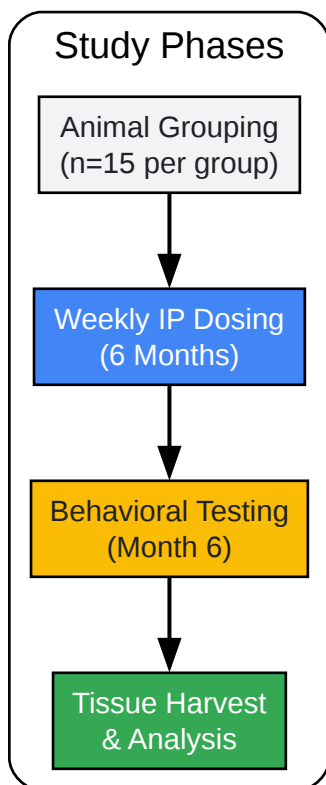 Study Phases
Animal Grouping
(n=15 per group)
Weekly IP Dosing
(6 Months)
Behavioral Testing
(Month 6)
Tissue Harvest
& Analysis